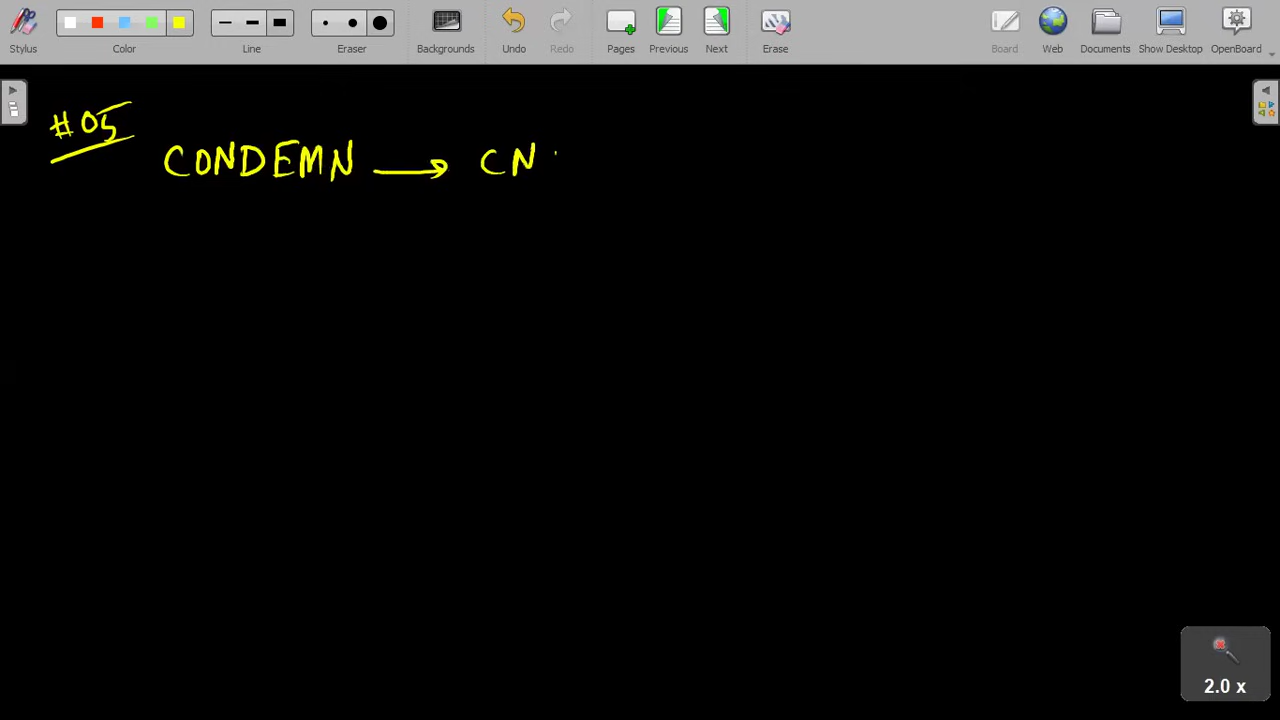 Stylus Color Line Eraser Backgrounds Undo Redo Pages Previous Next Erase Board Web Documents Show Desktop OpenBoard
#05
CONDEMN → CN
2.0 x